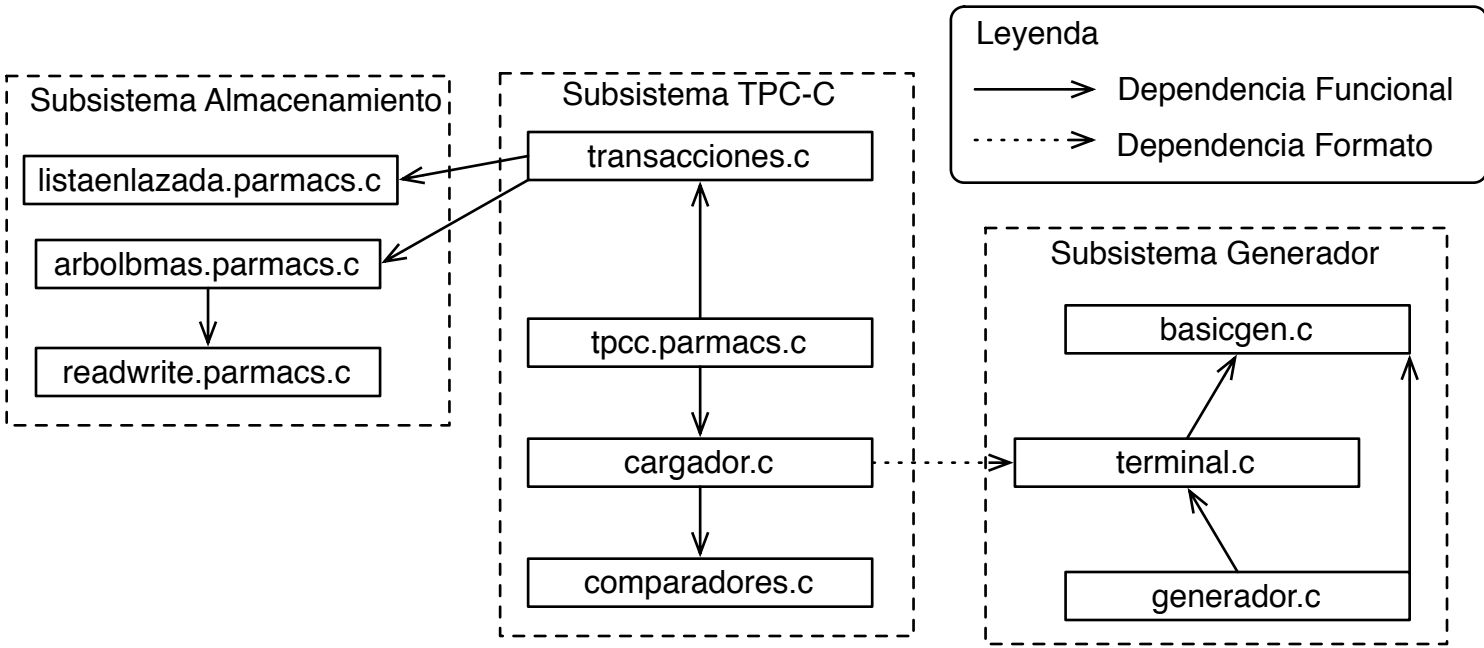 Leyenda
Dependencia Funcional
Dependencia Formato
Subsistema Almacenamiento
listaenlazada.parmacs.c
arbolbmas.parmacs.c
readwrite.parmacs.c
Subsistema TPC-C
transacciones.c
tpcc.parmacs.c
cargador.c
comparadores.c
Subsistema Generador
basicgen.c
terminal.c
generador.c